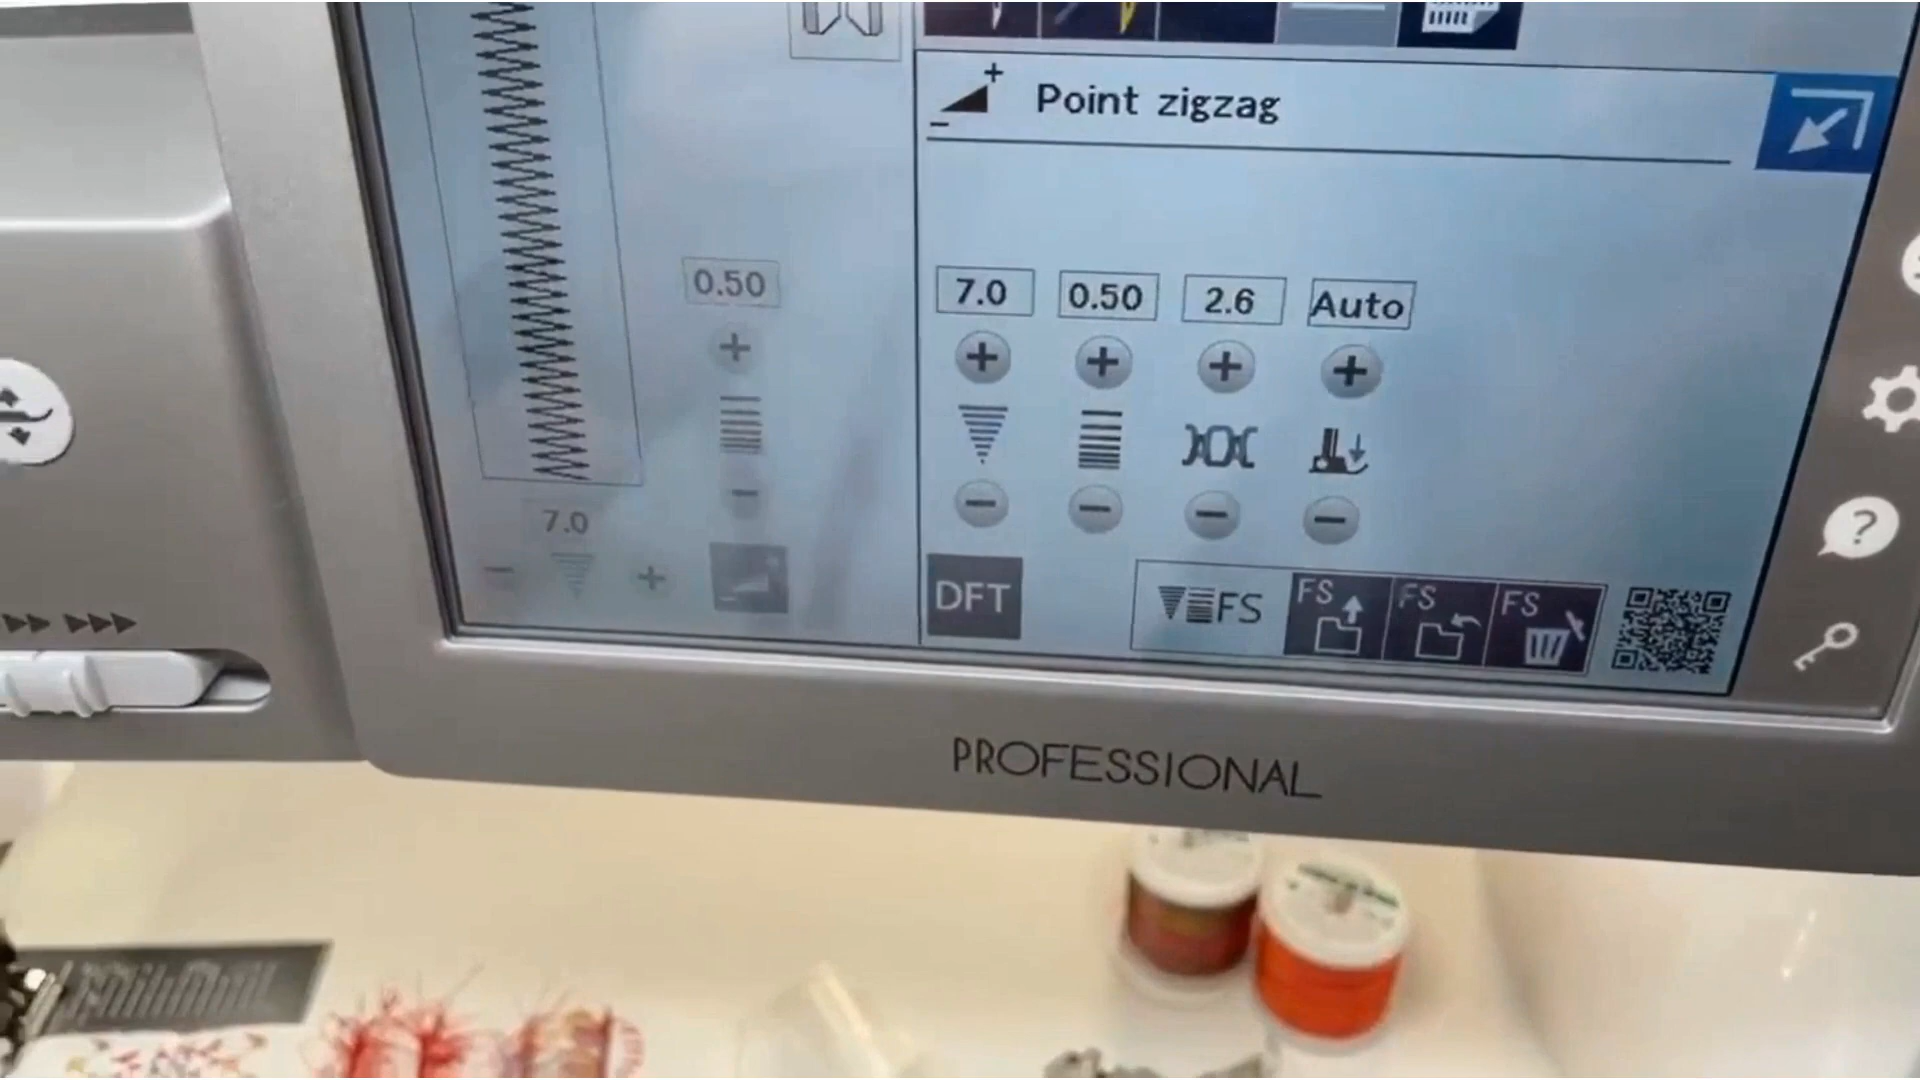 Point zigzag
0.50
7.0 0.50 2.6 Auto
7.0
DFT
FS FS FS FS
PROFESSIONAL